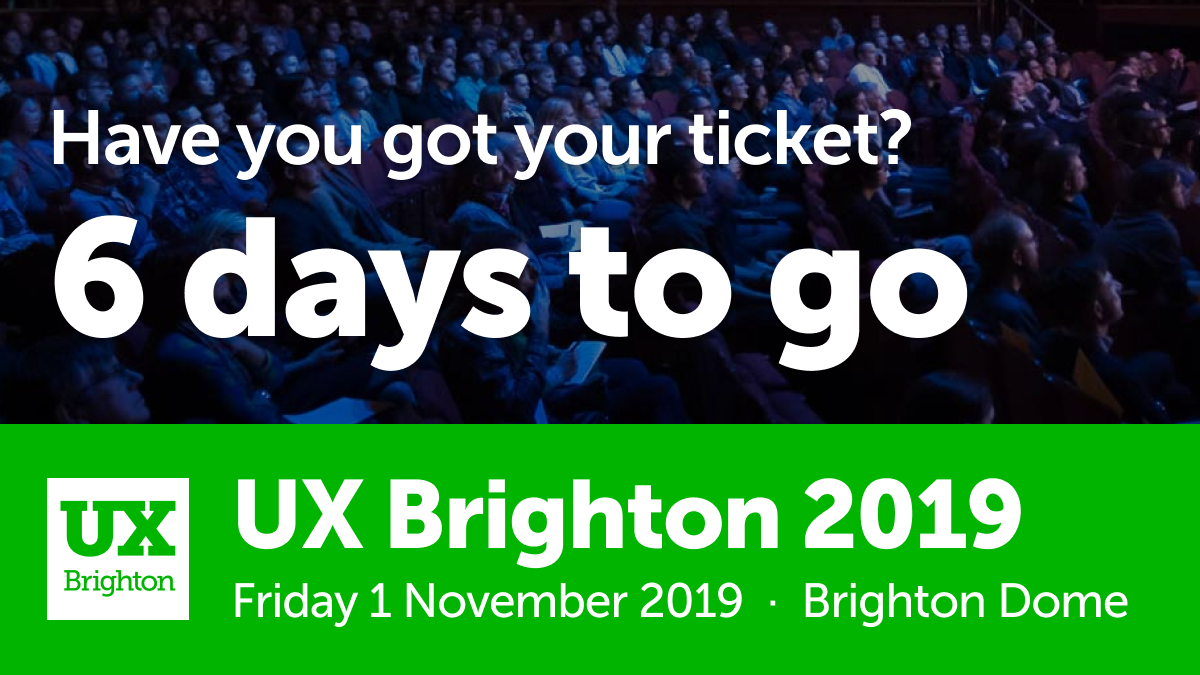 Have you got your ticket?
6 days to go
UX
Brighton
UX Brighton 2019
Friday 1 November 2019 · Brighton Dome